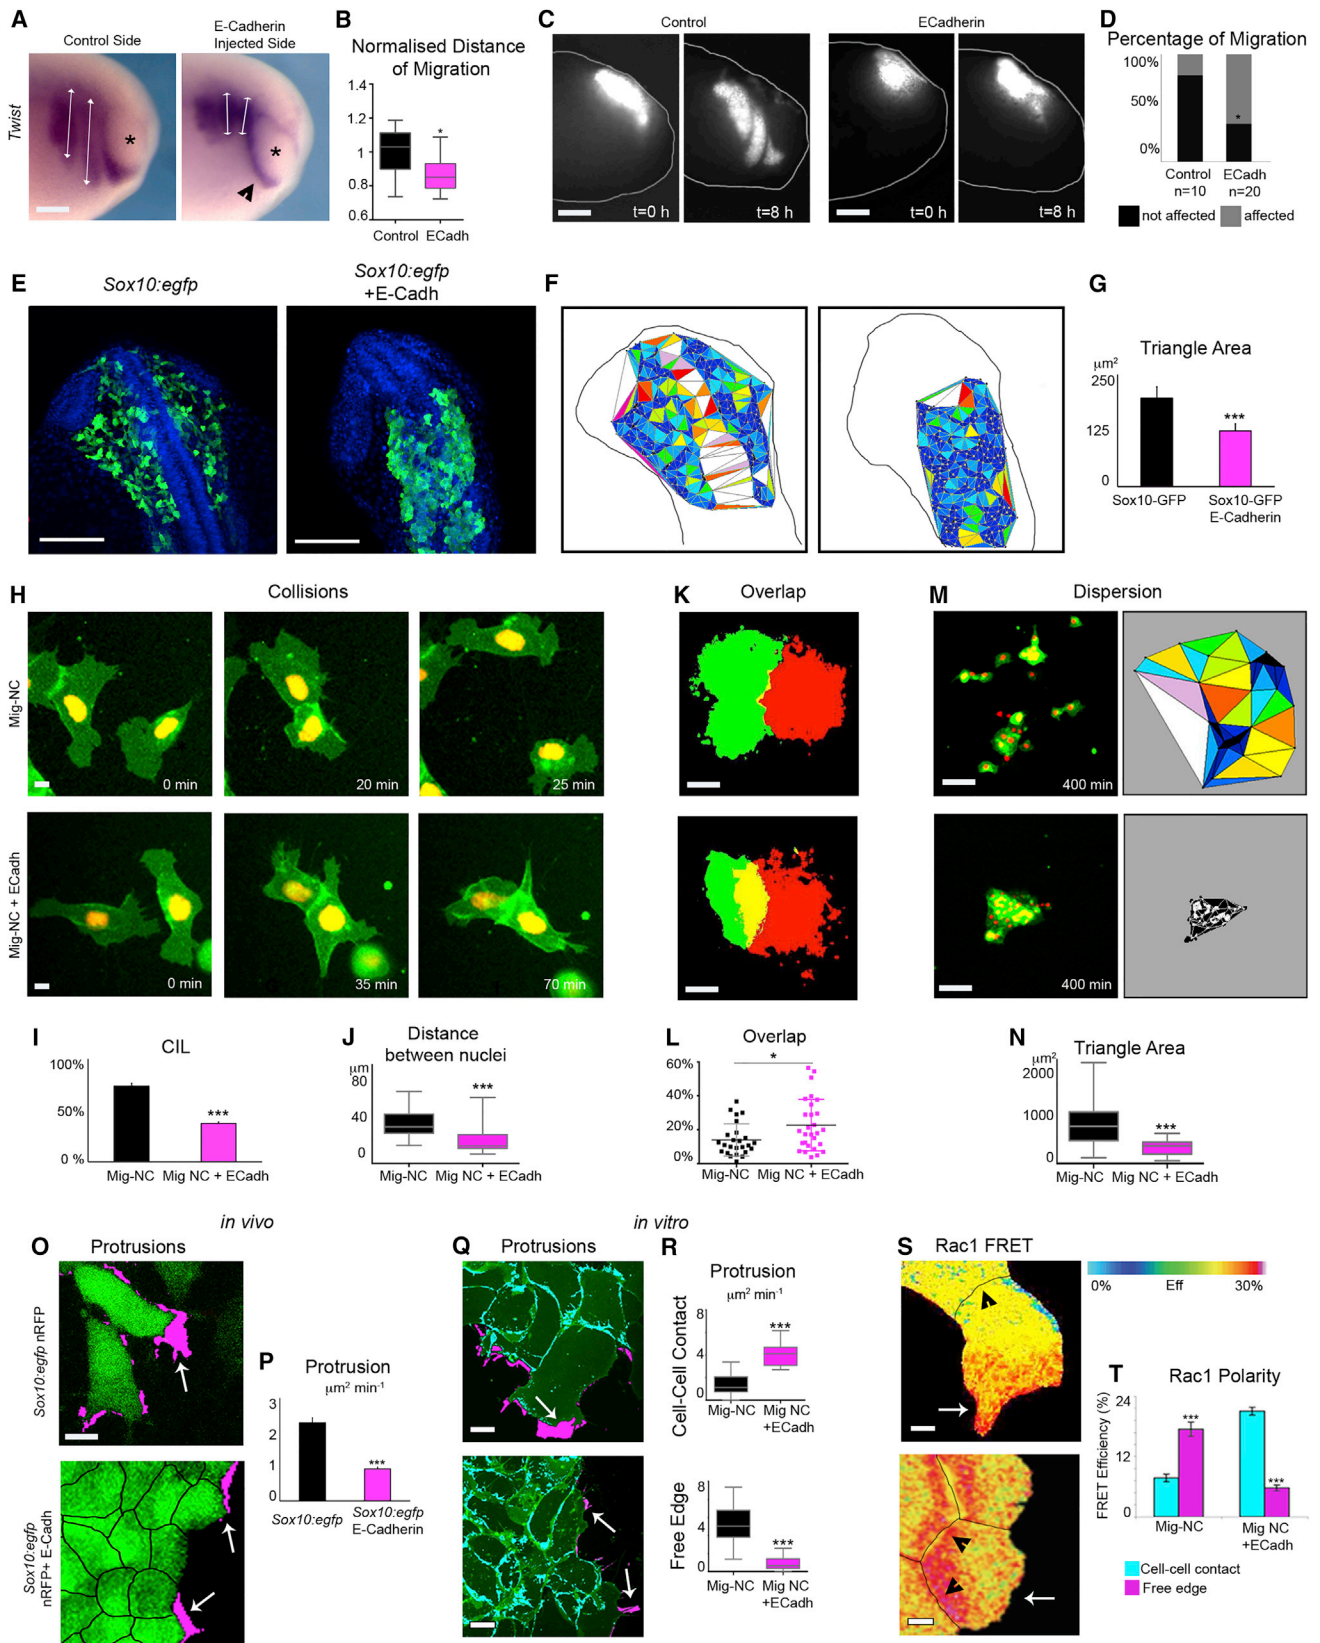 A
Control Side
E-Cadherin
Injected Side
Twist
*
*
B
Normalised Distance
of Migration
1.4
1.2
1
0.8
0.6
*
Control ECadh
C
Control
ECadherin
t=0 h
t=8 h
t=0 h
t=8 h
D
Percentage of Migration
100%
50%
0%
*
Control
n=10
ECadh
n=20
not affected
affected
E
Sox10:egfp
Sox10:egfp
+E-Cadh
F
G
Triangle Area
μm2
250
125
0
***
Sox10-GFP
Sox10-GFP
E-Cadherin
H
Collisions
Mig-NC
0 min
20 min
25 min
Mig-NC + ECadh
0 min
35 min
70 min
K
Overlap
M
Dispersion
400 min
400 min
I
CIL
100%
50%
0 %
***
Mig-NC Mig NC + ECadh
J
Distance
between nuclei
μm
80
40
0
***
Mig-NC Mig NC + ECadh
L
Overlap
60%
40%
20%
0%
*
Mig-NC Mig NC + ECadh
N
Triangle Area
μm2
2000
1000
0
***
Mig-NC Mig NC + ECadh
in vivo
in vitro
O
Protrusions
Sox10:egfp nRFP
Sox10:egfp
nRFP+ E-Cadh
P
Protrusion
μm2 min-1
3
2
1
0
***
Sox10:egfp
Sox10:egfp
E-Cadherin
Q
Protrusions
R
Protrusion
μm2 min-1
Cell-Cell Contact
8
4
0
***
Mig-NC
Mig NC
+ECadh
Free Edge
8
4
0
***
Mig-NC
Mig NC
+ECadh
S
Rac1 FRET
0% Eff 30%
T
Rac1 Polarity
FRET Efficiency (%)
24
12
0
***
***
Mig-NC
Mig NC
+ECadh
Cell-cell contact
Free edge